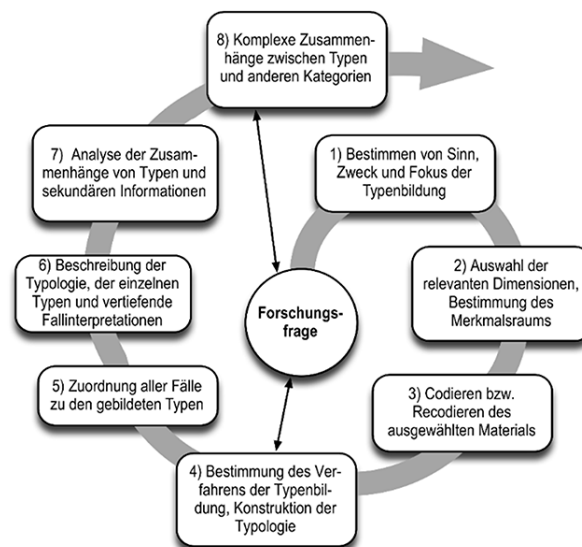 8) Komplexe Zusammen-
hänge zwischen Typen
und anderen Kategorien
7) Analyse der Zusam-
menhänge von Typen und
sekundären Informationen
1) Bestimmen von Sinn,
Zweck und Fokus der
Typenbildung
6) Beschreibung der
Typologie, der einzelnen
Typen und vertiefende
Fallinterpretationen
Forschungs-
frage
2) Auswahl der
relevanten Dimensionen,
Bestimmung des
Merkmalsraums
5) Zuordnung aller Fälle
zu den gebildeten Typen
3) Codieren bzw.
Recodieren des
ausgewählten Materials
4) Bestimmung des Ver-
fahrens der Typenbil-
dung, Konstruktion der
Typologie